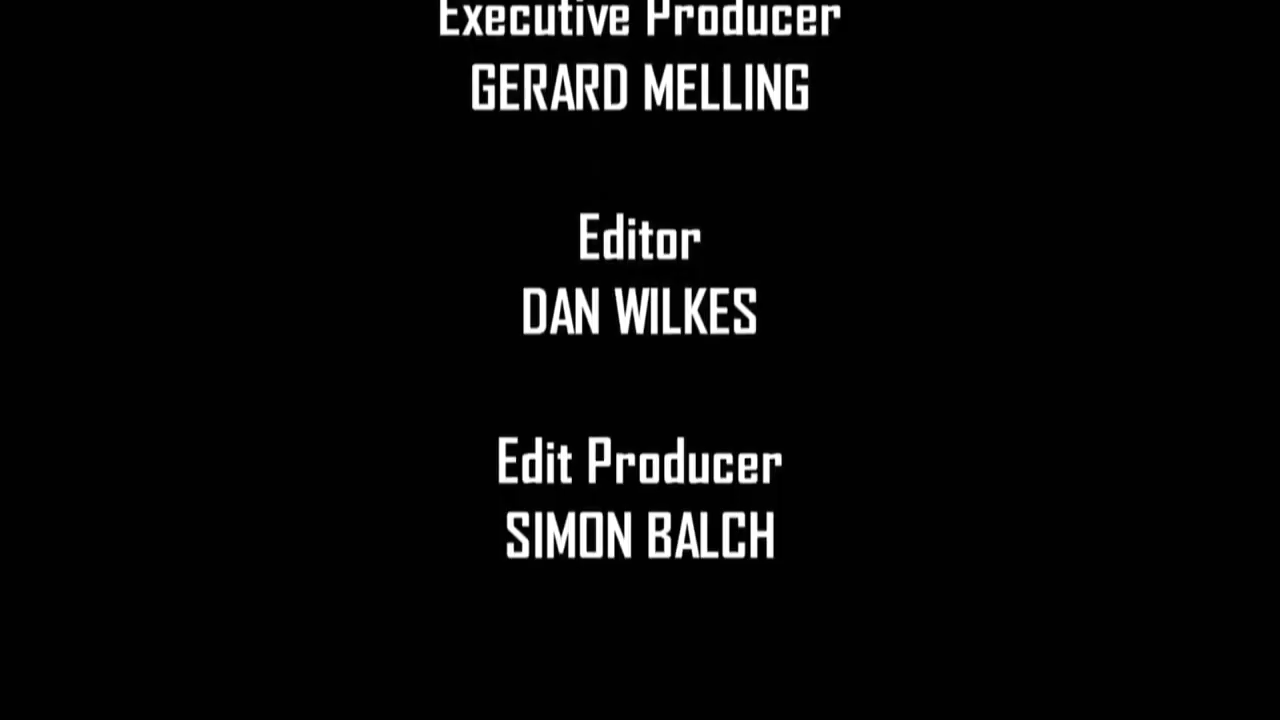 Executive Producer
GERARD MELLING
Editor
DAN WILKES
Edit Producer
SIMON BALCH